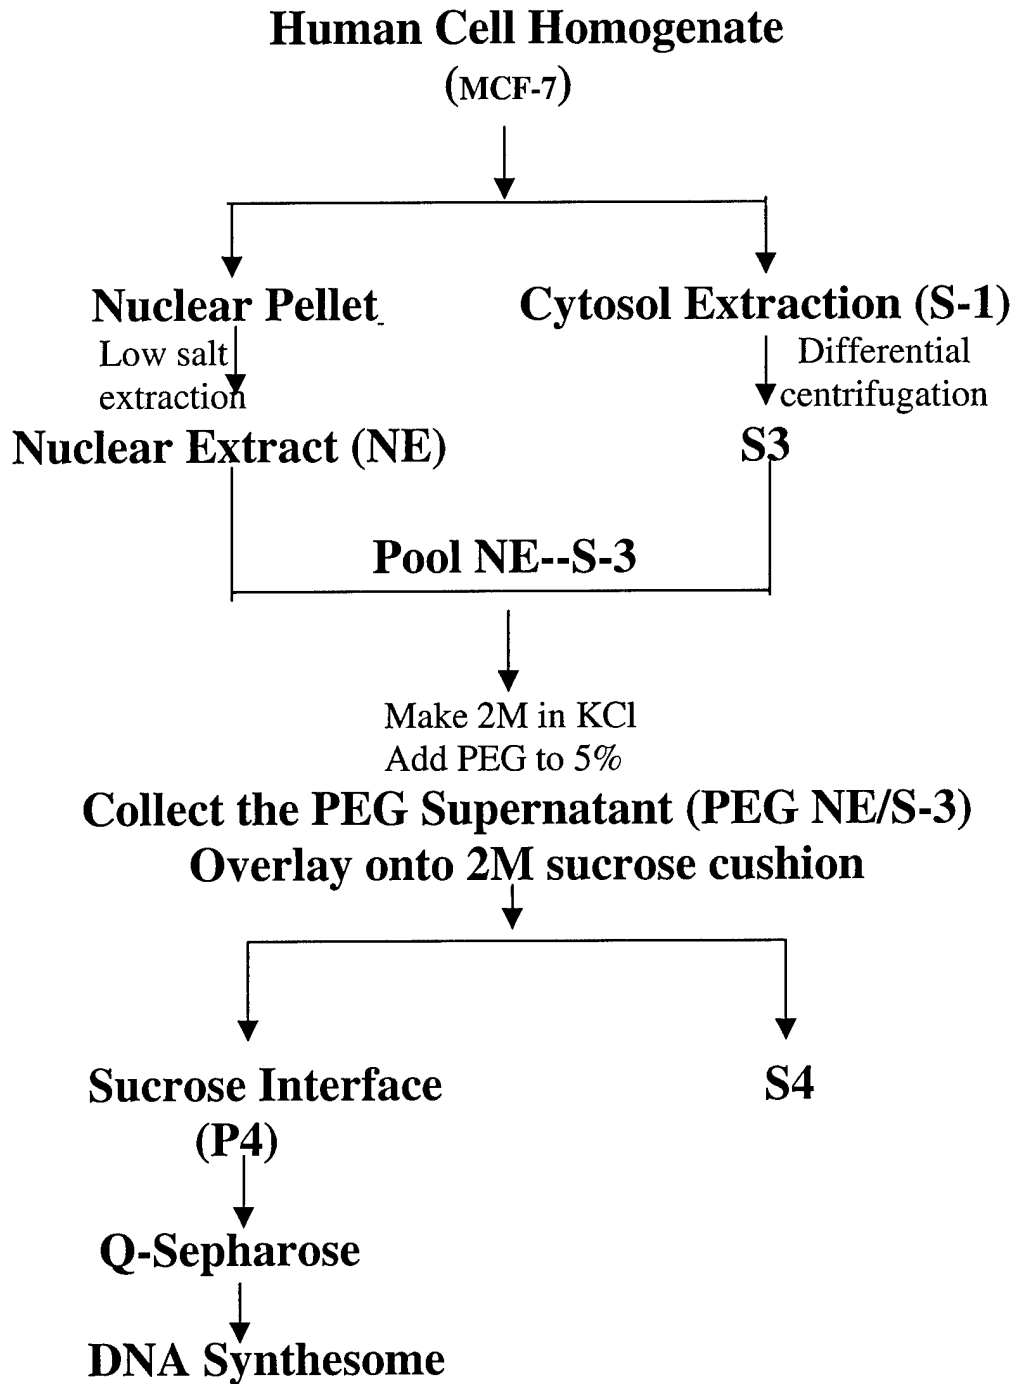 Human Cell Homogenate
(MCF-7)
Nuclear Pellet
Cytosol Extraction (S-1)
Low salt
extraction
Differential
centrifugation
Nuclear Extract (NE)
S3
Pool NE--S-3
Make 2M in KCl
Add PEG to 5%
Collect the PEG Supernatant (PEG NE/S-3)
Overlay onto 2M sucrose cushion
Sucrose Interface
(P4)
S4
Q-Sepharose
DNA Synthesome